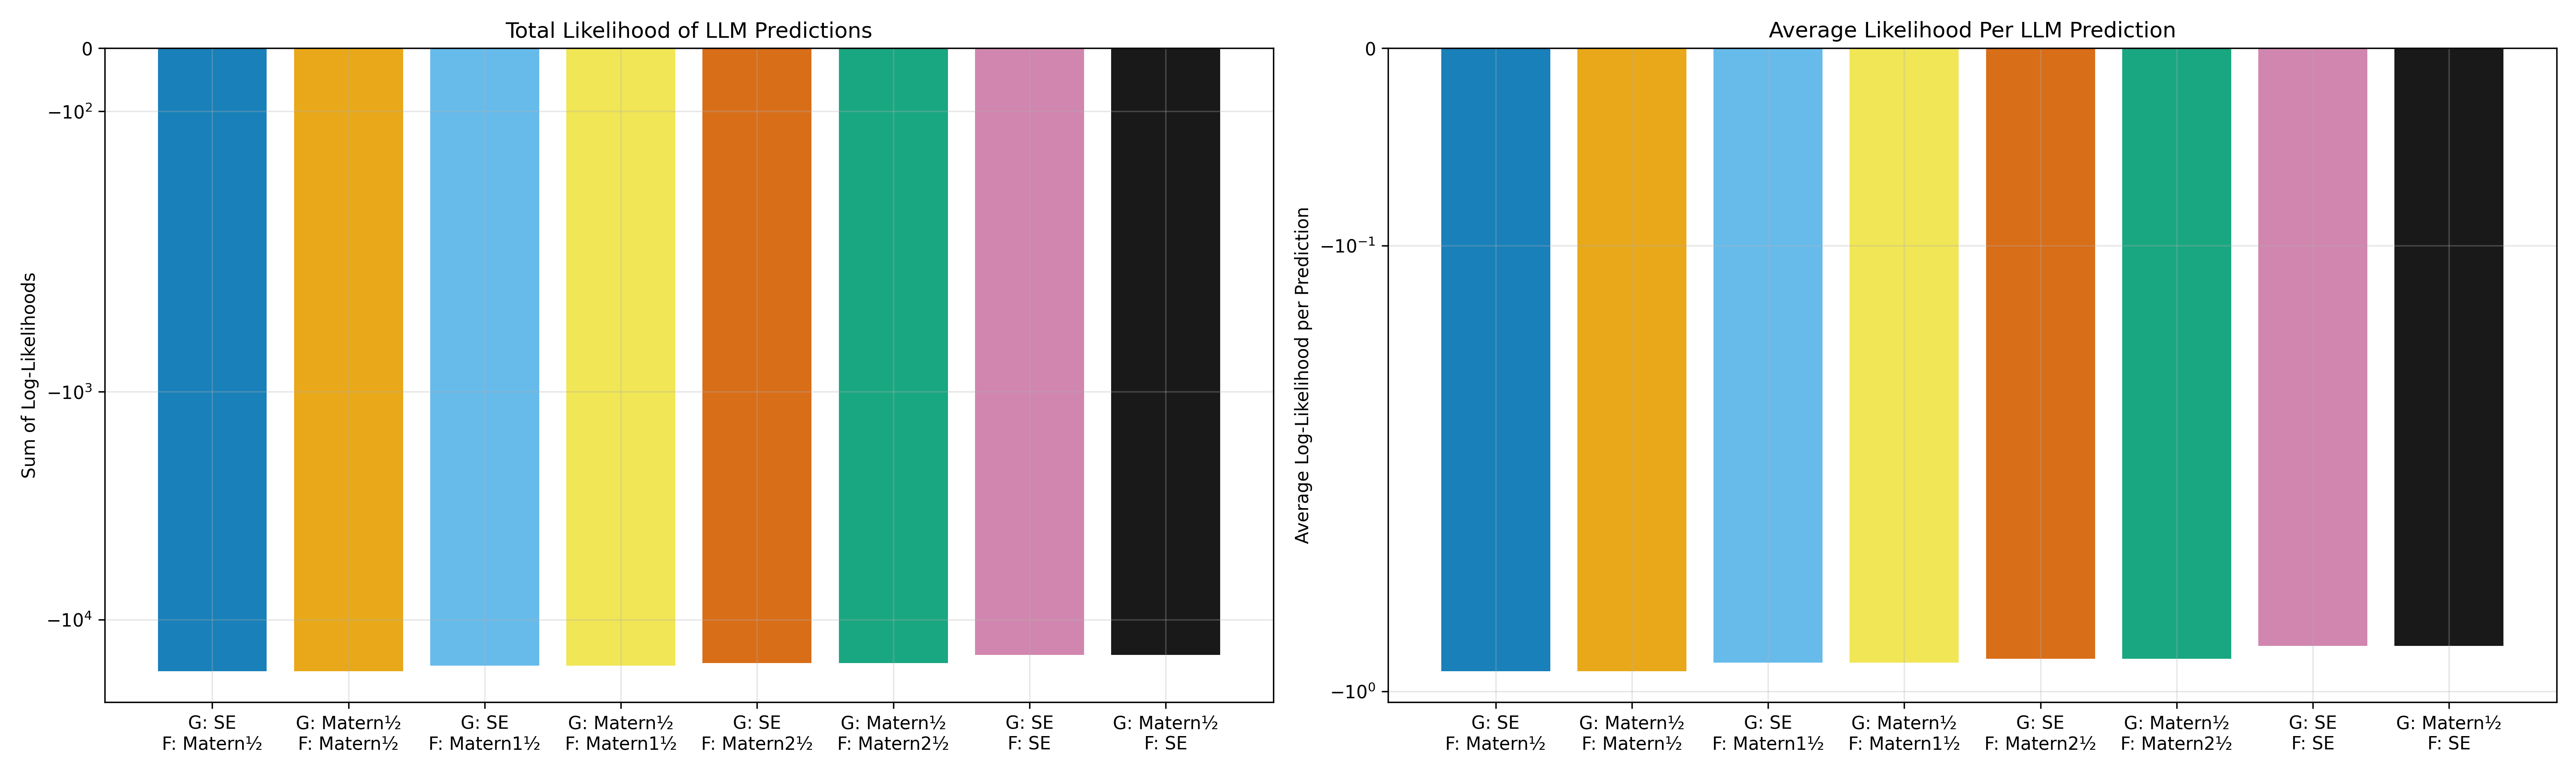 Total Likelihood of LLM Predictions
Sum of Log-Likelihoods
0
−10²
−10³
−10⁴
G: SE
F: Matern½
G: Matern½
F: Matern½
G: SE
F: Matern1½
G: Matern½
F: Matern1½
G: SE
F: Matern2½
G: Matern½
F: Matern2½
G: SE
F: SE
G: Matern½
F: SE
Average Likelihood Per LLM Prediction
Average Log-Likelihood per Prediction
0
−10⁻¹
−10⁰
G: SE
F: Matern½
G: Matern½
F: Matern½
G: SE
F: Matern1½
G: Matern½
F: Matern1½
G: SE
F: Matern2½
G: Matern½
F: Matern2½
G: SE
F: SE
G: Matern½
F: SE